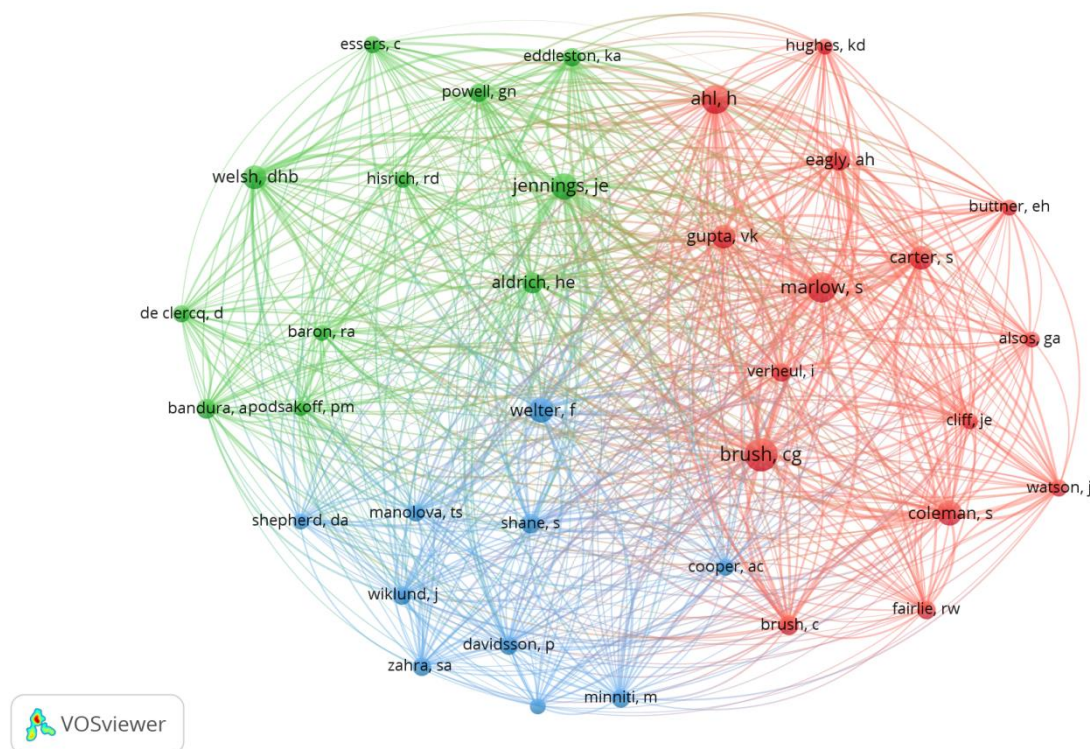 essers, c
hughes, kd
eddleston, ka
powell, gn
ahl, h
eagly, ah
welsh, dhb
hisrich, rd
jennings, je
buttner, eh
gupta, vk
carter, s
aldrich, he
marlow, s
de clercq, d
baron, ra
alsos, ga
verheul, i
bandura, a
podsakoff, pm
welter, f
cliff, je
brush, cg
watson, j
shepherd, da
manolova, ts
shane, s
coleman, s
cooper, ac
wiklund, j
fairlie, rw
brush, c
davidsson, p
zahra, sa
minniti, m
VOSviewer